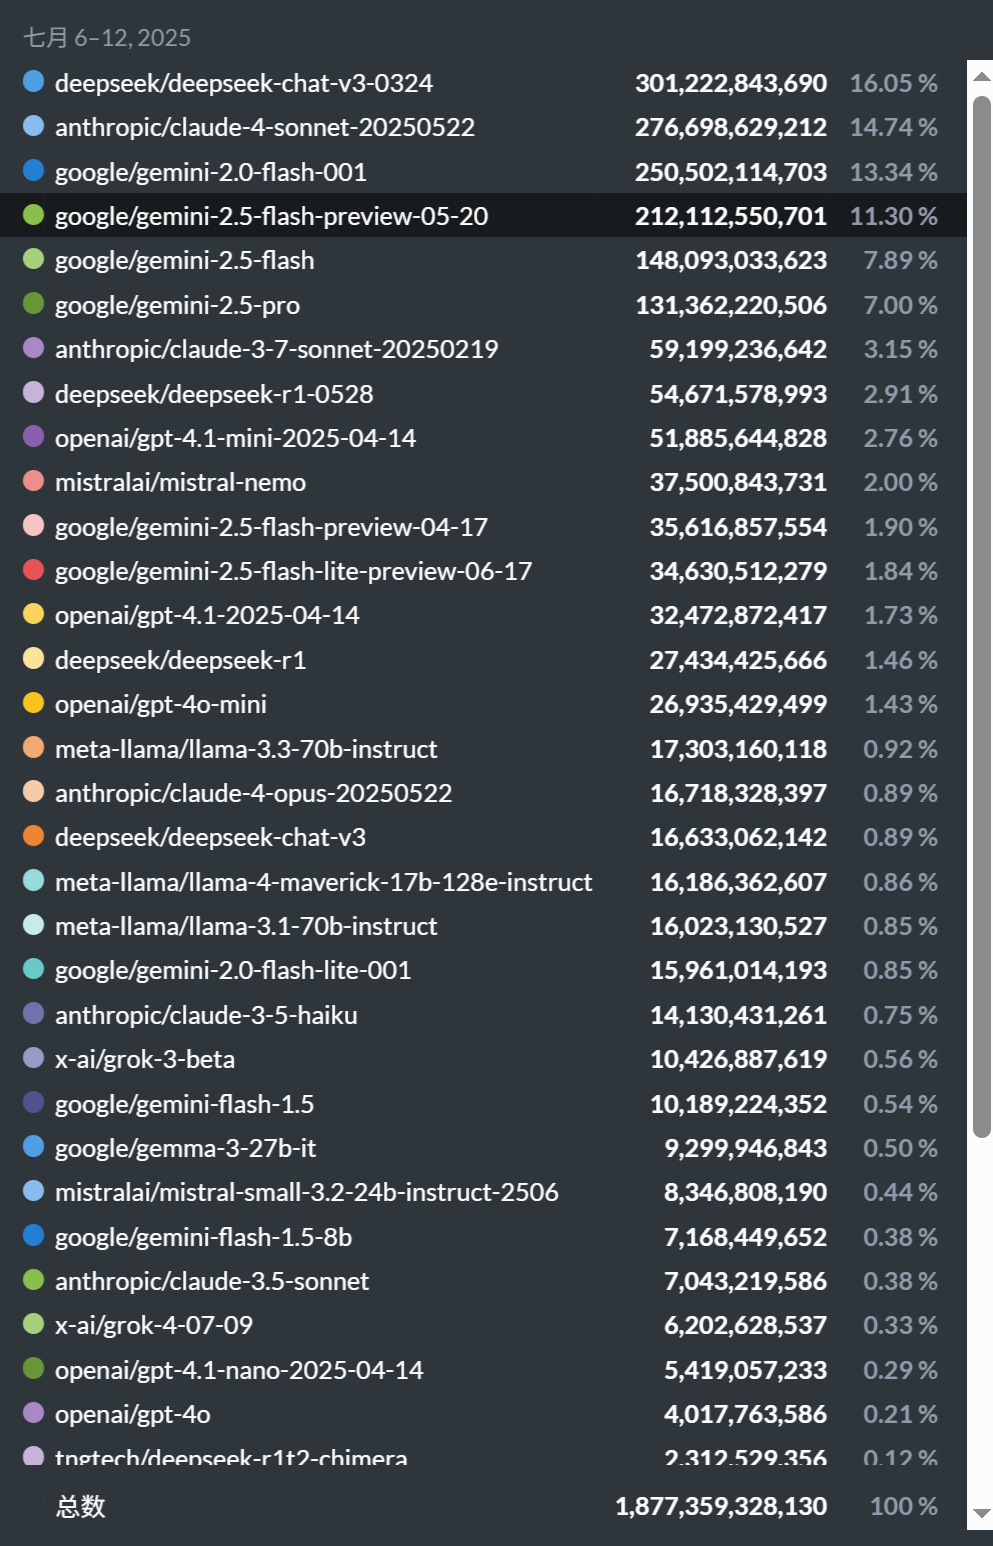 七月 6–12, 2025
deepseek/deepseek-chat-v3-0324 301,222,843,690 16.05 %
anthropic/claude-4-sonnet-20250522 276,698,629,212 14.74 %
google/gemini-2.0-flash-001 250,502,114,703 13.34 %
google/gemini-2.5-flash-preview-05-20 212,112,550,701 11.30 %
google/gemini-2.5-flash 148,093,033,623 7.89 %
google/gemini-2.5-pro 131,362,220,506 7.00 %
anthropic/claude-3-7-sonnet-20250219 59,199,236,642 3.15 %
deepseek/deepseek-r1-0528 54,671,578,993 2.91 %
openai/gpt-4.1-mini-2025-04-14 51,885,644,828 2.76 %
mistralai/mistral-nemo 37,500,843,731 2.00 %
google/gemini-2.5-flash-preview-04-17 35,616,857,554 1.90 %
google/gemini-2.5-flash-lite-preview-06-17 34,630,512,279 1.84 %
openai/gpt-4.1-2025-04-14 32,472,872,417 1.73 %
deepseek/deepseek-r1 27,434,425,666 1.46 %
openai/gpt-4o-mini 26,935,429,499 1.43 %
meta-llama/llama-3.3-70b-instruct 17,303,160,118 0.92 %
anthropic/claude-4-opus-20250522 16,718,328,397 0.89 %
deepseek/deepseek-chat-v3 16,633,062,142 0.89 %
meta-llama/llama-4-maverick-17b-128e-instruct 16,186,362,607 0.86 %
meta-llama/llama-3.1-70b-instruct 16,023,130,527 0.85 %
google/gemini-2.0-flash-lite-001 15,961,014,193 0.85 %
anthropic/claude-3-5-haiku 14,130,431,261 0.75 %
x-ai/grok-3-beta 10,426,887,619 0.56 %
google/gemini-flash-1.5 10,189,224,352 0.54 %
google/gemma-3-27b-it 9,299,946,843 0.50 %
mistralai/mistral-small-3.2-24b-instruct-2506 8,346,808,190 0.44 %
google/gemini-flash-1.5-8b 7,168,449,652 0.38 %
anthropic/claude-3.5-sonnet 7,043,219,586 0.38 %
x-ai/grok-4-07-09 6,202,628,537 0.33 %
openai/gpt-4.1-nano-2025-04-14 5,419,057,233 0.29 %
openai/gpt-4o 4,017,763,586 0.21 %
tngtech/deepseek-r1t2-chimera 2,312,529,356 0.12 %
总数 1,877,359,328,130 100 %